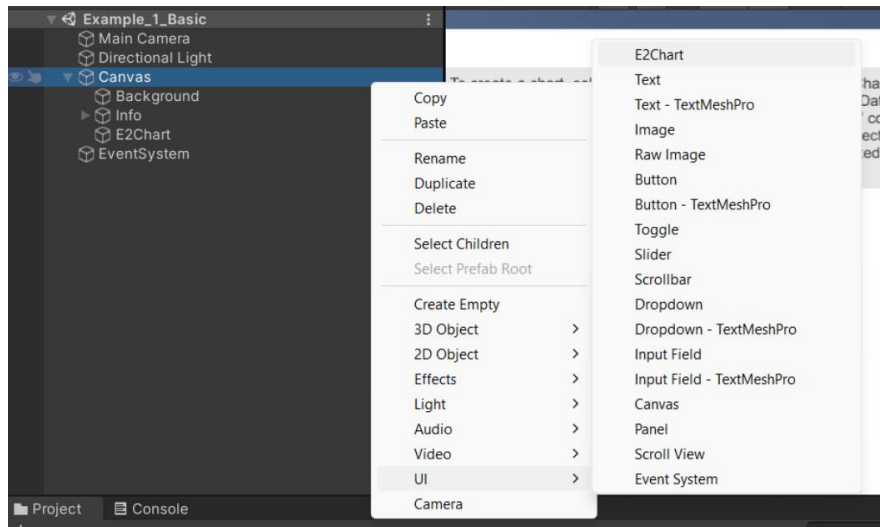 Example_1_Basic
Main Camera
Directional Light
Canvas
Background
Info
E2Chart
EventSystem
Copy
Paste
Rename
Duplicate
Delete
Select Children
Select Prefab Root
Create Empty
3D Object
2D Object
Effects
Light
Audio
Video
UI
Camera
E2Chart
Text
Text - TextMeshPro
Image
Raw Image
Button
Button - TextMeshPro
Toggle
Slider
Scrollbar
Dropdown
Dropdown - TextMeshPro
Input Field
Input Field - TextMeshPro
Canvas
Panel
Scroll View
Event System
Project
Console